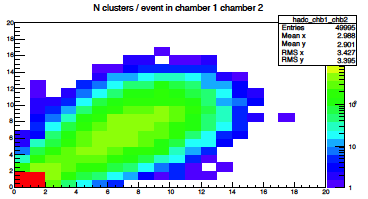 N clusters / event in chamber 1 chamber 2
hadc_chb1_chb2
Entries 49995
Mean x 2.988
Mean y 2.901
RMS x 3.427
RMS y 3.395
20
18
16
14
12
10
8
6
4
2
0
0 2 4 6 8 10 12 14 16 18 20
10
1